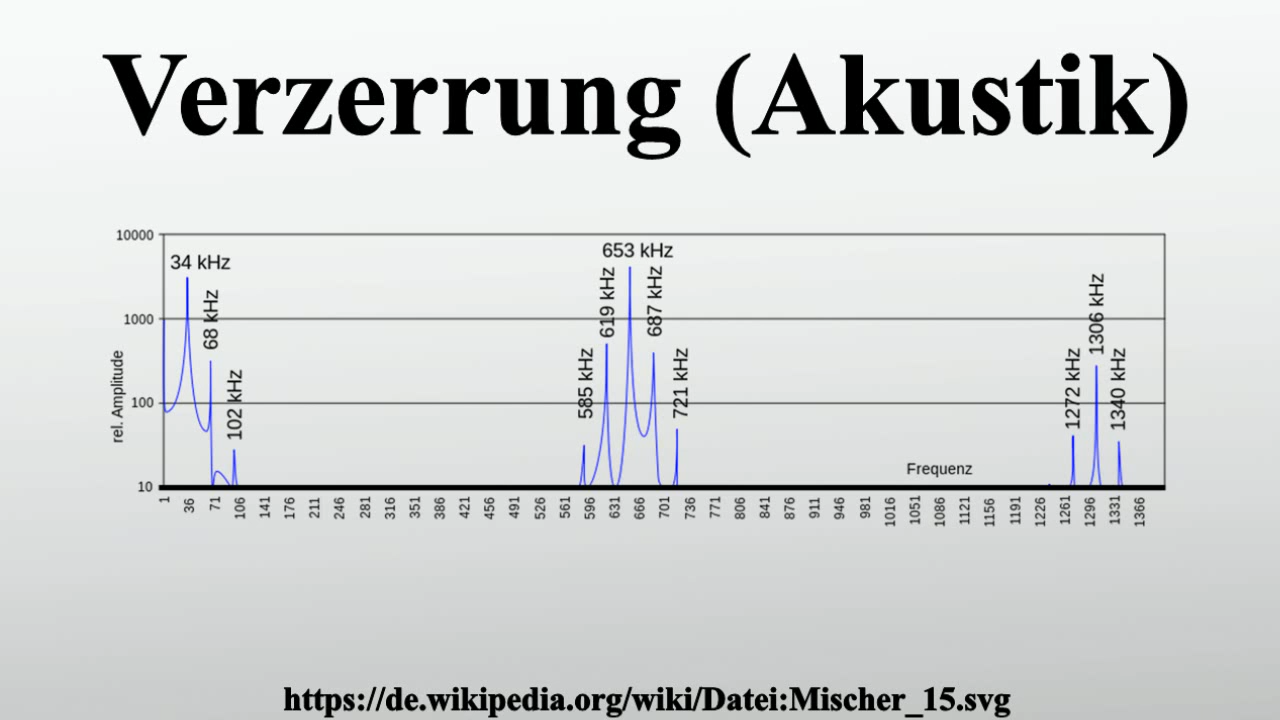 Verzerrung (Akustik)
10000
1000
100
10
rel. Amplitude
34 kHz
68 kHz
102 kHz
585 kHz
619 kHz
653 kHz
687 kHz
721 kHz
1272 kHz
1306 kHz
1340 kHz
Frequenz
1 36 71 106 141 176 211 246 281 316 351 386 421 456 491 526 561 596 631 666 701 736 771 806 841 876 911 946 981 1016 1051 1086 1121 1156 1191 1226 1261 1296 1331 1366
https://de.wikipedia.org/wiki/Datei:Mischer_15.svg